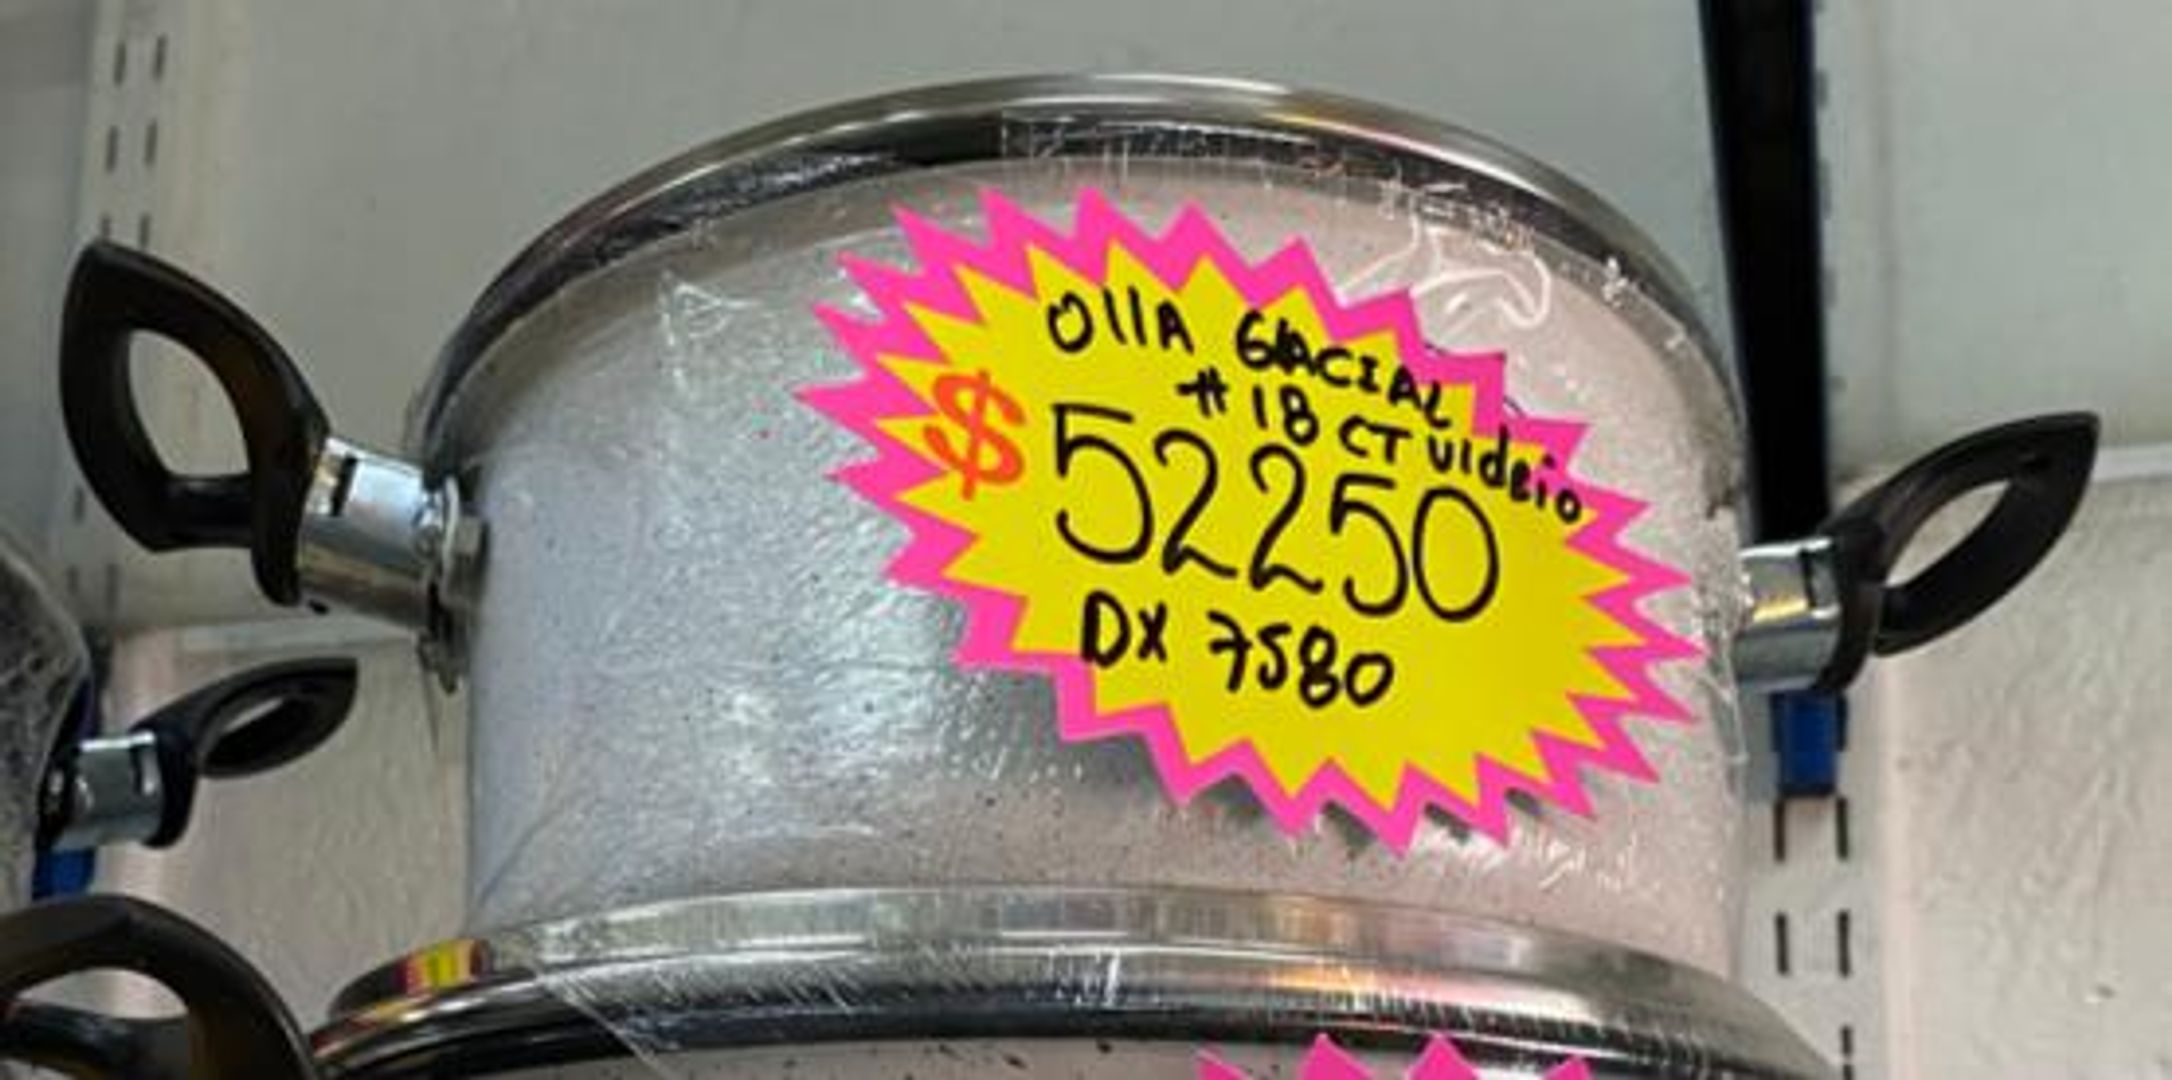 OllA GlACIAL
# 18 CT VIdRio
$ 52250
DX 7580